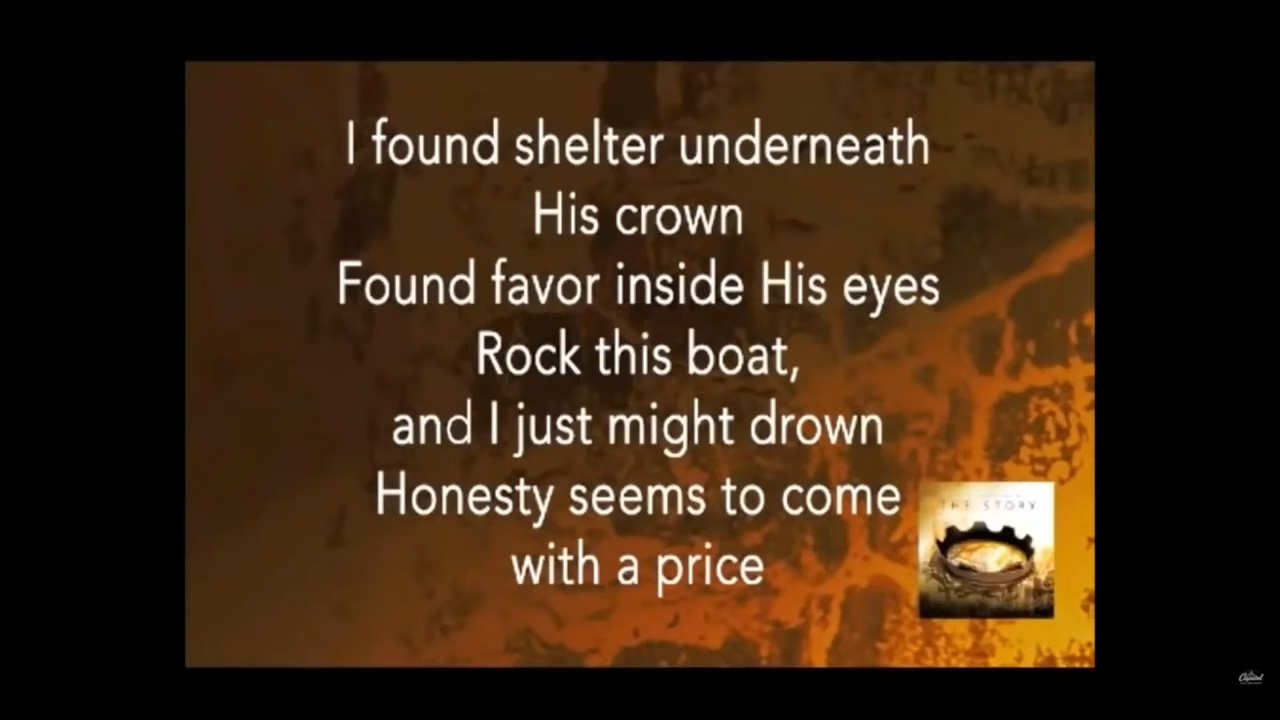 I found shelter underneath
His crown
Found favor inside His eyes
Rock this boat,
and I just might drown
Honesty seems to come
with a price
THE STORY
Capitol